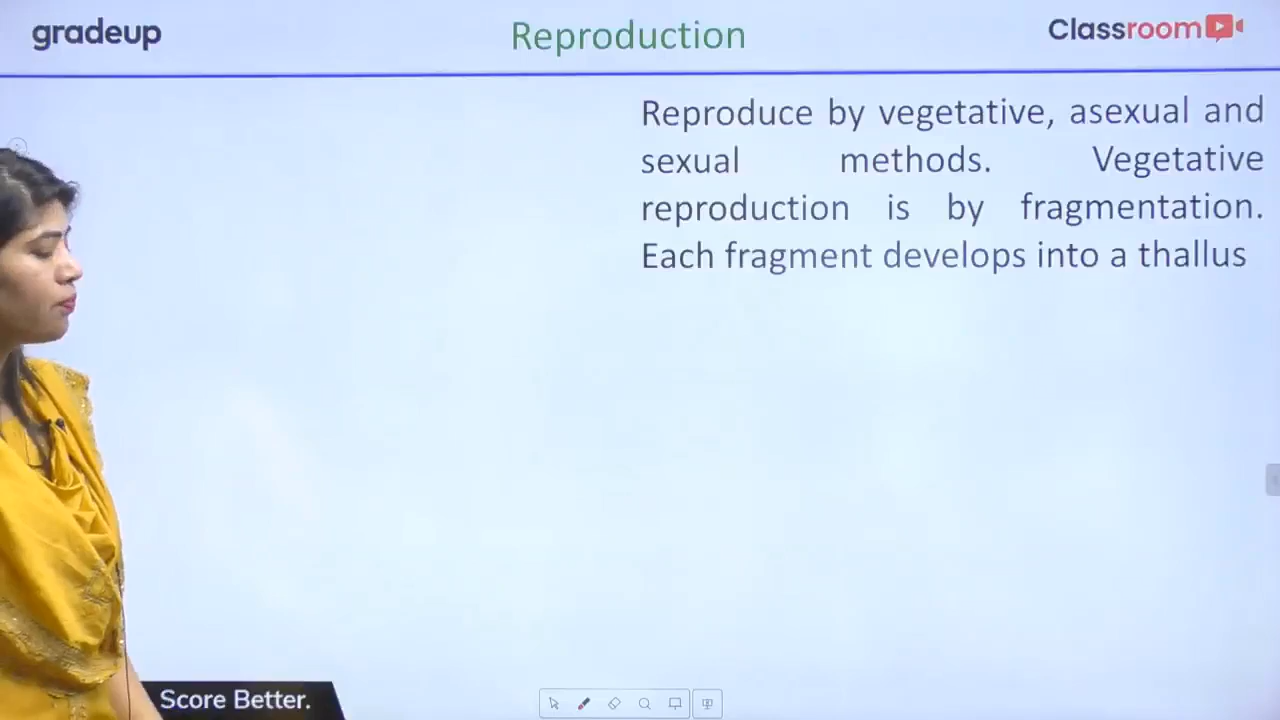 gradeup
Reproduction
Classroom
Reproduce by vegetative, asexual and
sexual methods. Vegetative
reproduction is by fragmentation.
Each fragment develops into a thallus
Score Better.